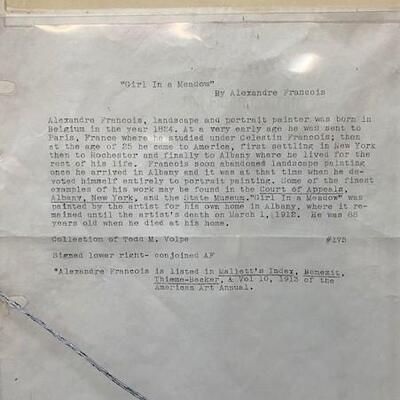 "Girl In a Meadow"
By Alexandre Francois
Alexandre Francois, landscape and portrait painter was born in
Belgium in the year 1824. At a very early age he was sent to
Paris, France where he studied under Celestin Francois; then
at the age of 25 he came to America, first settling in New York
then to Rochester and finally to Albany where he lived for the
rest of his life. Francois soon abandoned landscape painting
once he arrived in Albany and it was at that time when he de-
voted himself entirely to portrait painting. Some of the finest
examples of his work may be found in the Court of Appeals,
Albany, New York, and the State Museum. "Girl In a Meadow" was
painted by the artist for his own home in Albany, where it re-
mained until the artist's death on March 1, 1912. He was 88
years old when he died at his home.
Collection of Tedd M. Volpe #175
Signed lower right- conjoined AF
"Alexandre Francois is listed in Mallett's Index, Benezit,
Thieme-Becker, & Vol 10, 1913 of the
American Art Annual.